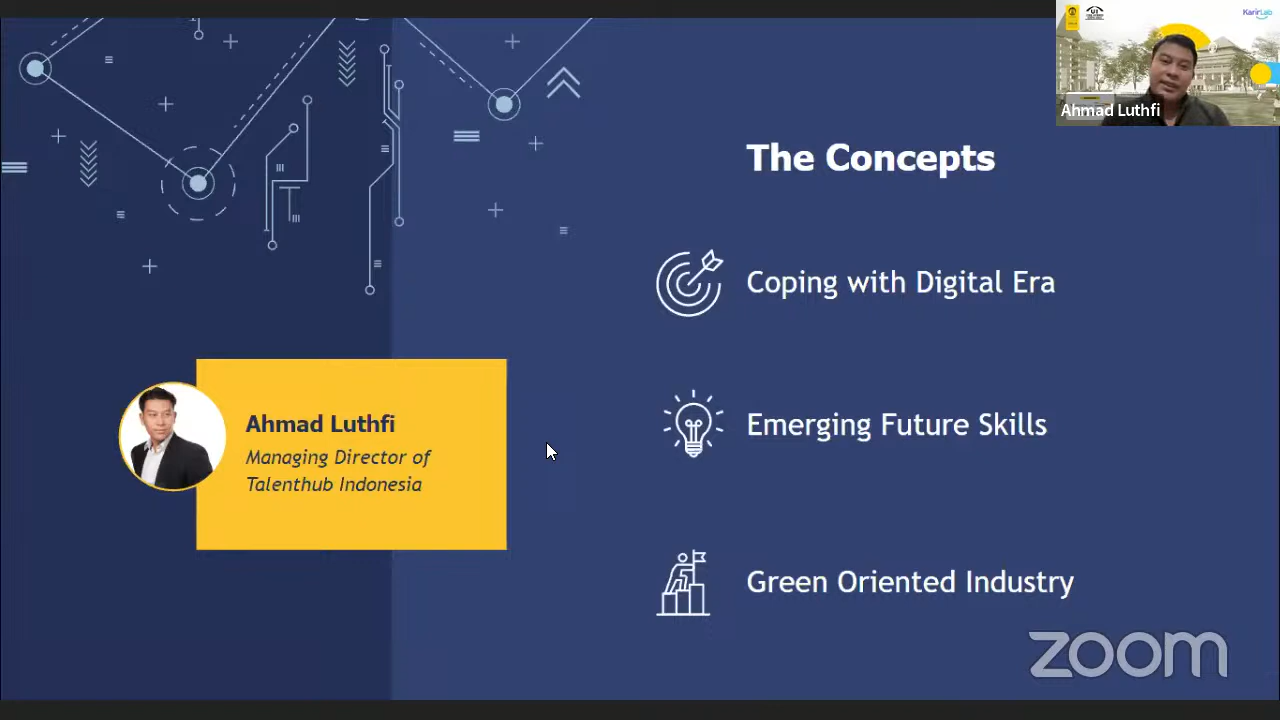 KarirLab
Ahmad Luthfi
The Concepts
Coping with Digital Era
Emerging Future Skills
Green Oriented Industry
Ahmad Luthfi
Managing Director of
Talenthub Indonesia
zoom